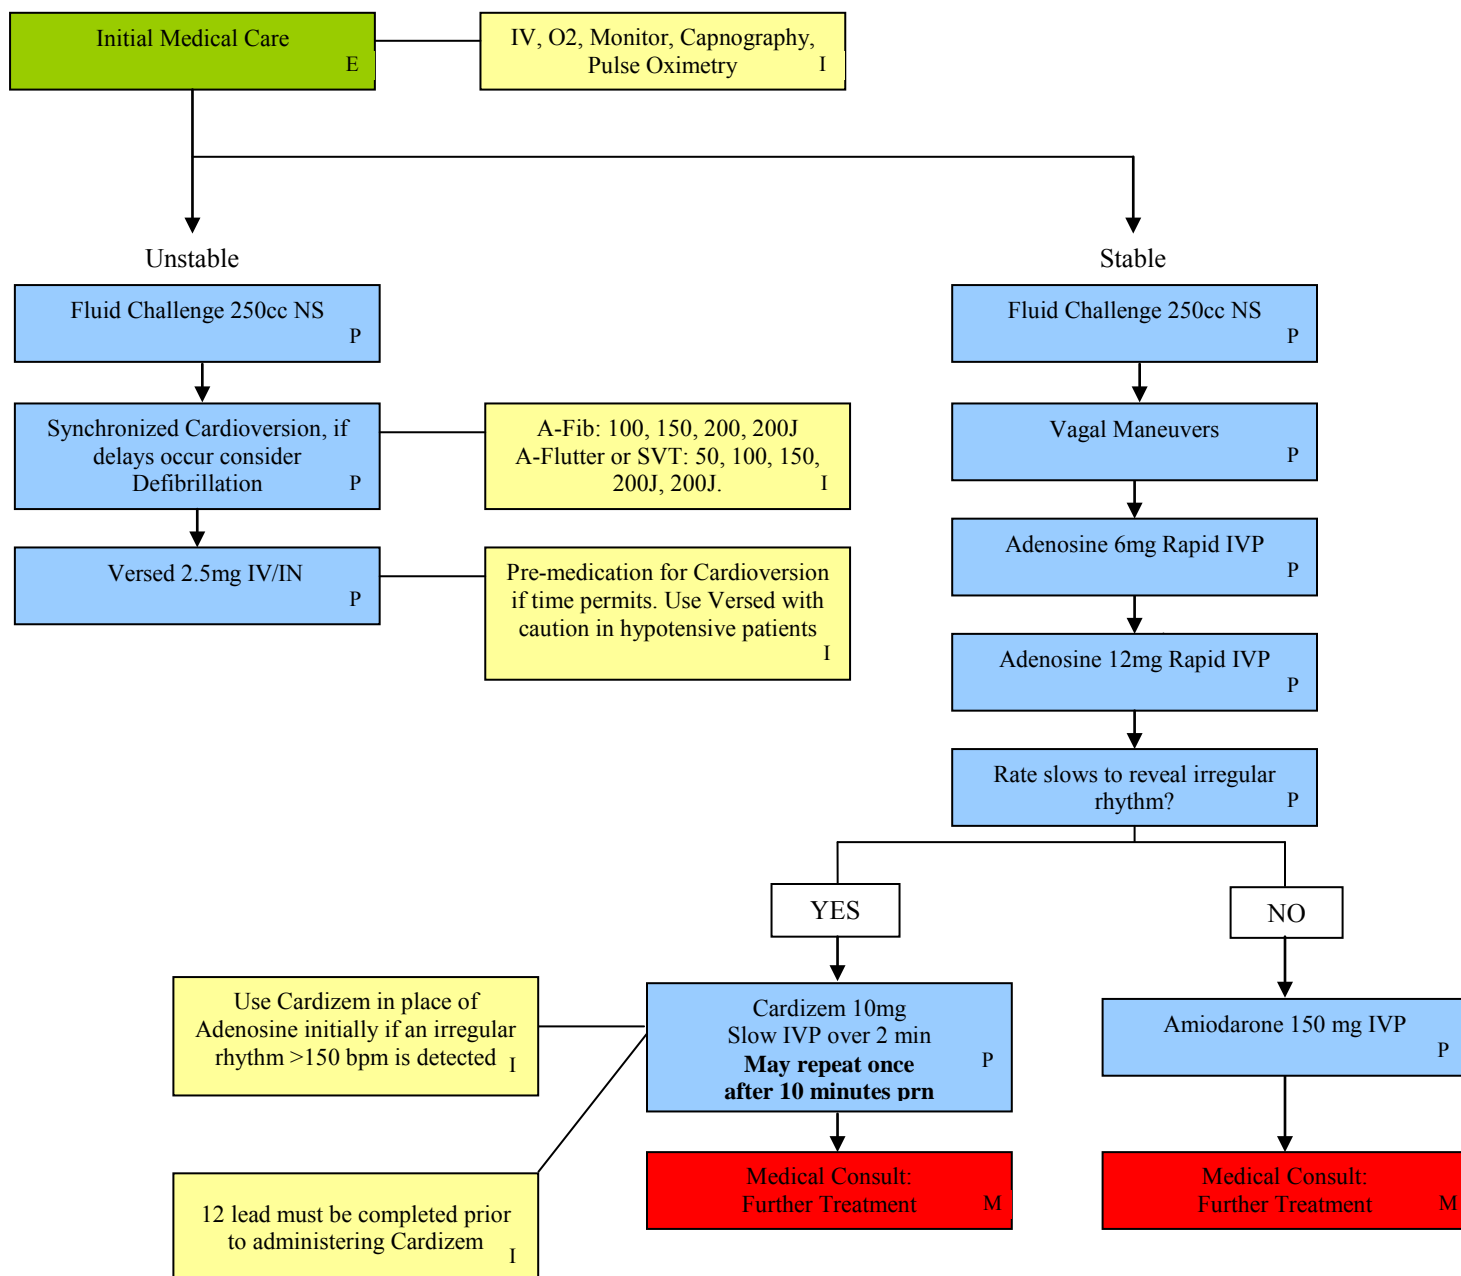 Initial Medical Care
E
IV, O2, Monitor, Capnography,
Pulse Oximetry
I
Unstable
Stable
Fluid Challenge 250cc NS
P
Fluid Challenge 250cc NS
P
Synchronized Cardioversion, if
delays occur consider
Defibrillation
P
A-Fib: 100, 150, 200, 200J
A-Flutter or SVT: 50, 100, 150,
200J, 200J.
I
Vagal Maneuvers
P
Versed 2.5mg IV/IN
P
Pre-medication for Cardioversion
if time permits. Use Versed with
caution in hypotensive patients
I
Adenosine 6mg Rapid IVP
P
Adenosine 12mg Rapid IVP
P
Rate slows to reveal irregular
rhythm?
P
YES
NO
Use Cardizem in place of
Adenosine initially if an irregular
rhythm >150 bpm is detected
I
Cardizem 10mg
Slow IVP over 2 min
May repeat once
after 10 minutes prn
P
Amiodarone 150 mg IVP
P
12 lead must be completed prior
to administering Cardizem
I
Medical Consult:
Further Treatment
M
Medical Consult:
Further Treatment
M